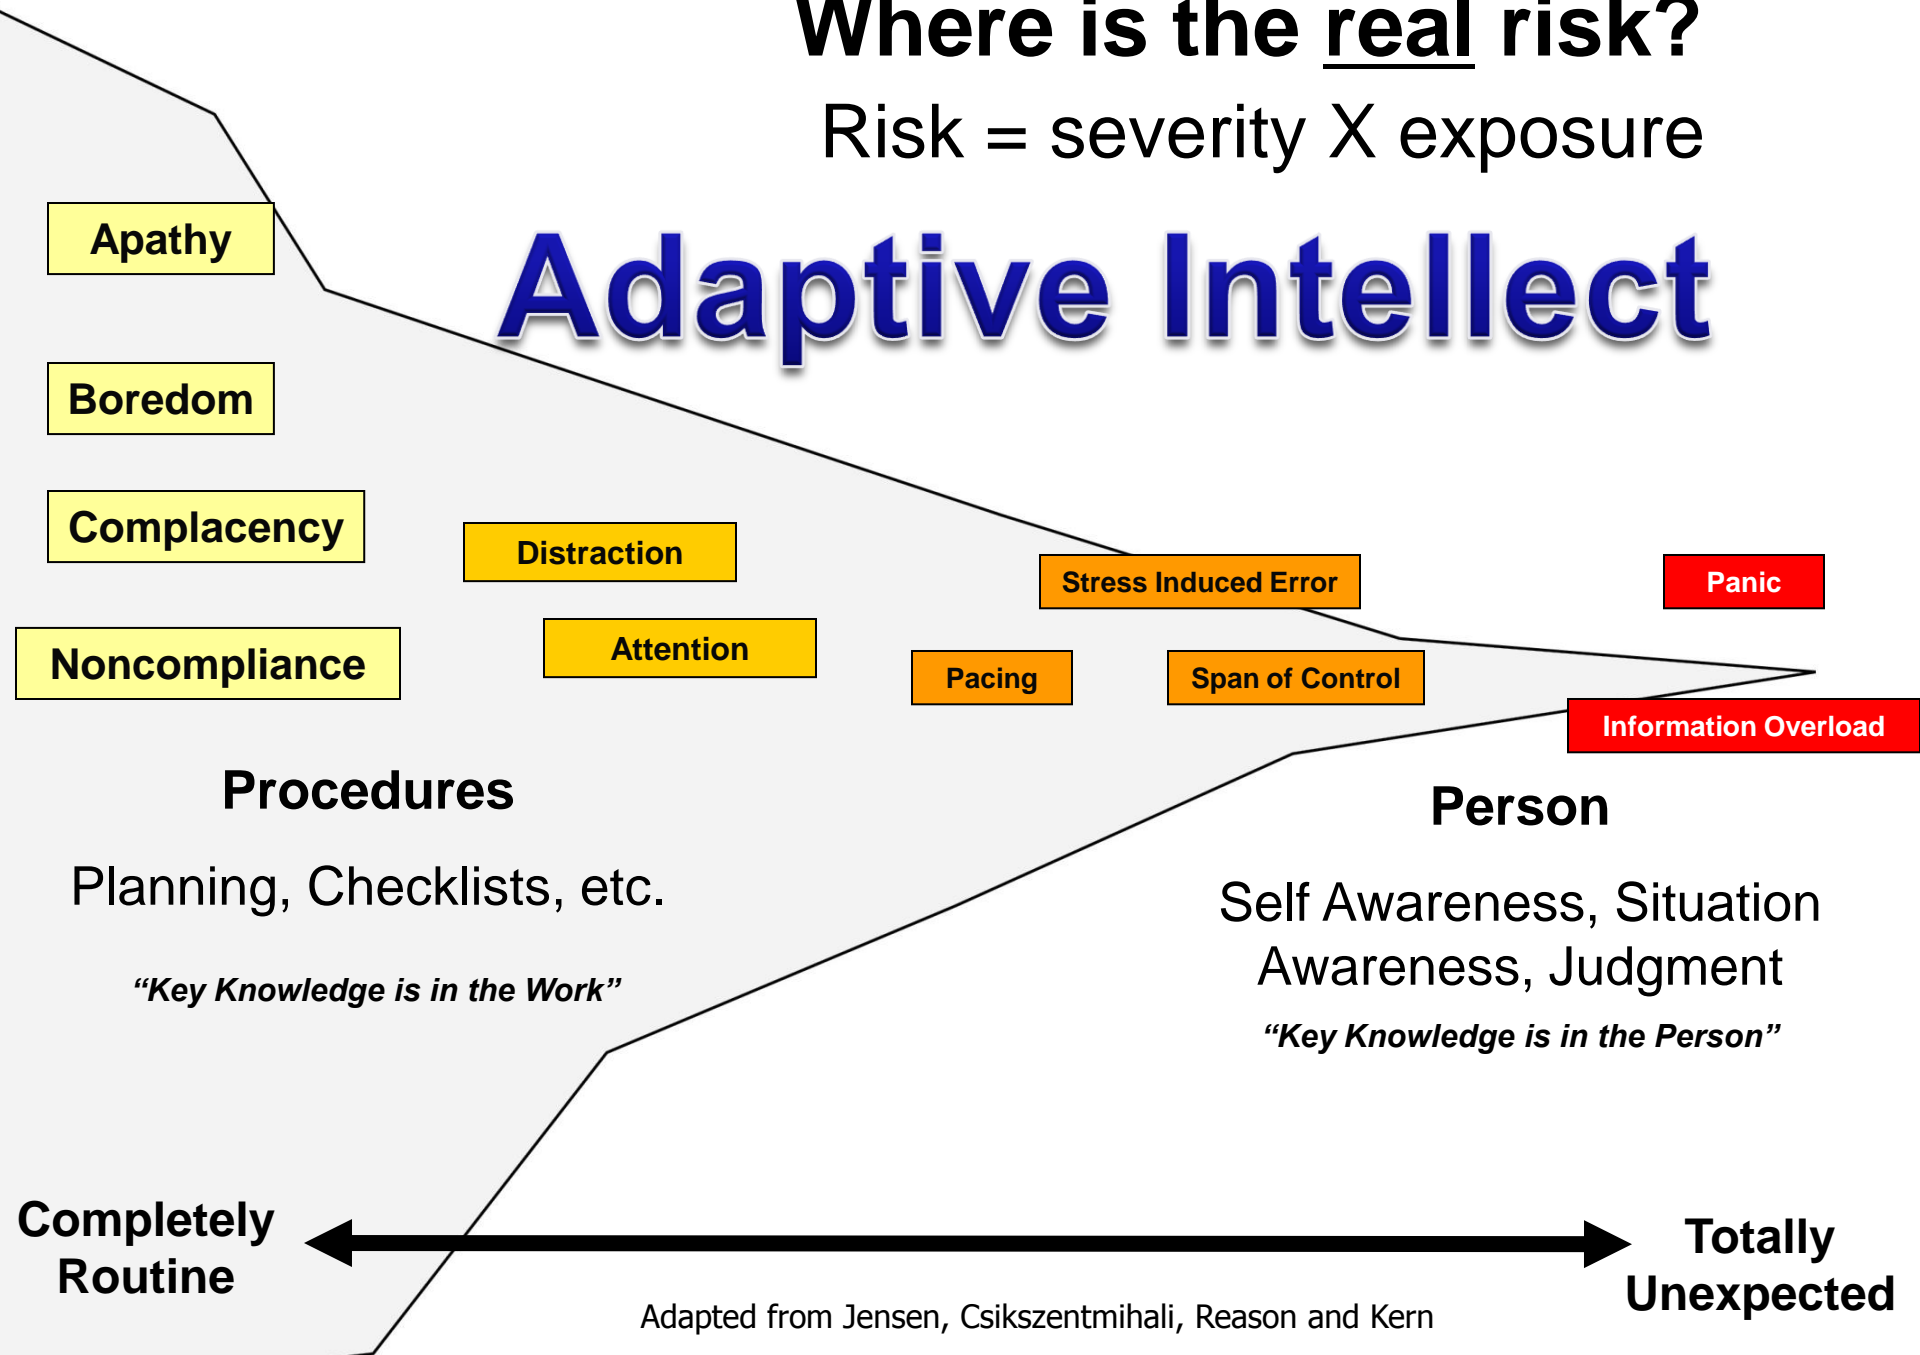 Where is the real risk?
Risk = severity X exposure
Adaptive Intellect
Apathy
Boredom
Complacency
Noncompliance
Distraction
Attention
Stress Induced Error
Pacing
Span of Control
Panic
Information Overload
Procedures
Planning, Checklists, etc.
“Key Knowledge is in the Work”
Person
Self Awareness, Situation
Awareness, Judgment
“Key Knowledge is in the Person”
Completely
Routine
Totally
Unexpected
Adapted from Jensen, Csikszentmihali, Reason and Kern